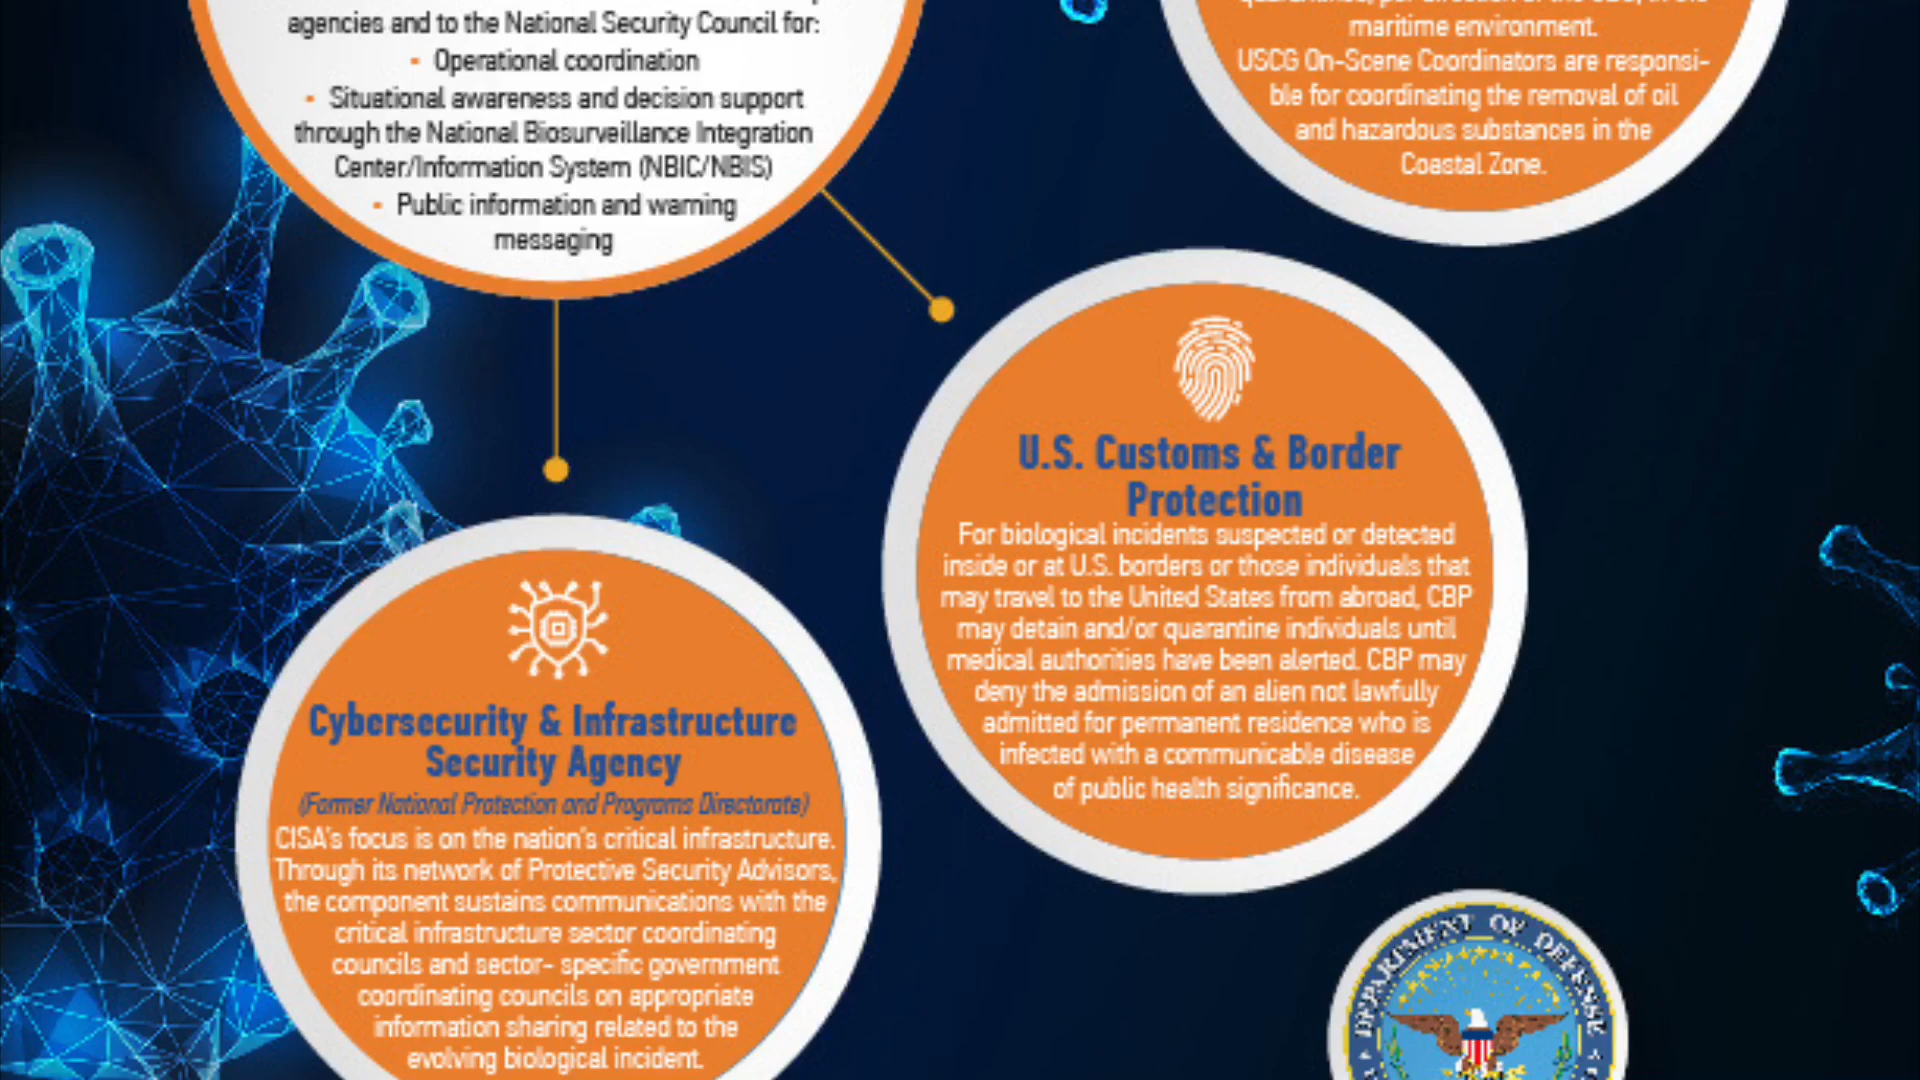 agencies and to the National Security Council for:
- Operational coordination
- Situational awareness and decision support
through the National Biosurveillance Integration
Center/Information System (NBIC/NBIS)
- Public information and warning
messaging
maritime environment.
USCG On-Scene Coordinators are responsi-
ble for coordinating the removal of oil
and hazardous substances in the
Coastal Zone.
U.S. Customs & Border
Protection
For biological incidents suspected or detected
inside or at U.S. borders or those individuals that
may travel to the United States from abroad, CBP
may detain and/or quarantine individuals until
medical authorities have been alerted. CBP may
deny the admission of an alien not lawfully
admitted for permanent residence who is
infected with a communicable disease
of public health significance.
Cybersecurity & Infrastructure
Security Agency
(Former National Protection and Programs Directorate)
CISA's focus is on the nation's critical infrastructure.
Through its network of Protective Security Advisors,
the component sustains communications with the
critical infrastructure sector coordinating
councils and sector- specific government
coordinating councils on appropriate
information sharing related to the
evolving biological incident.
DEPARTMENT OF DEFENSE